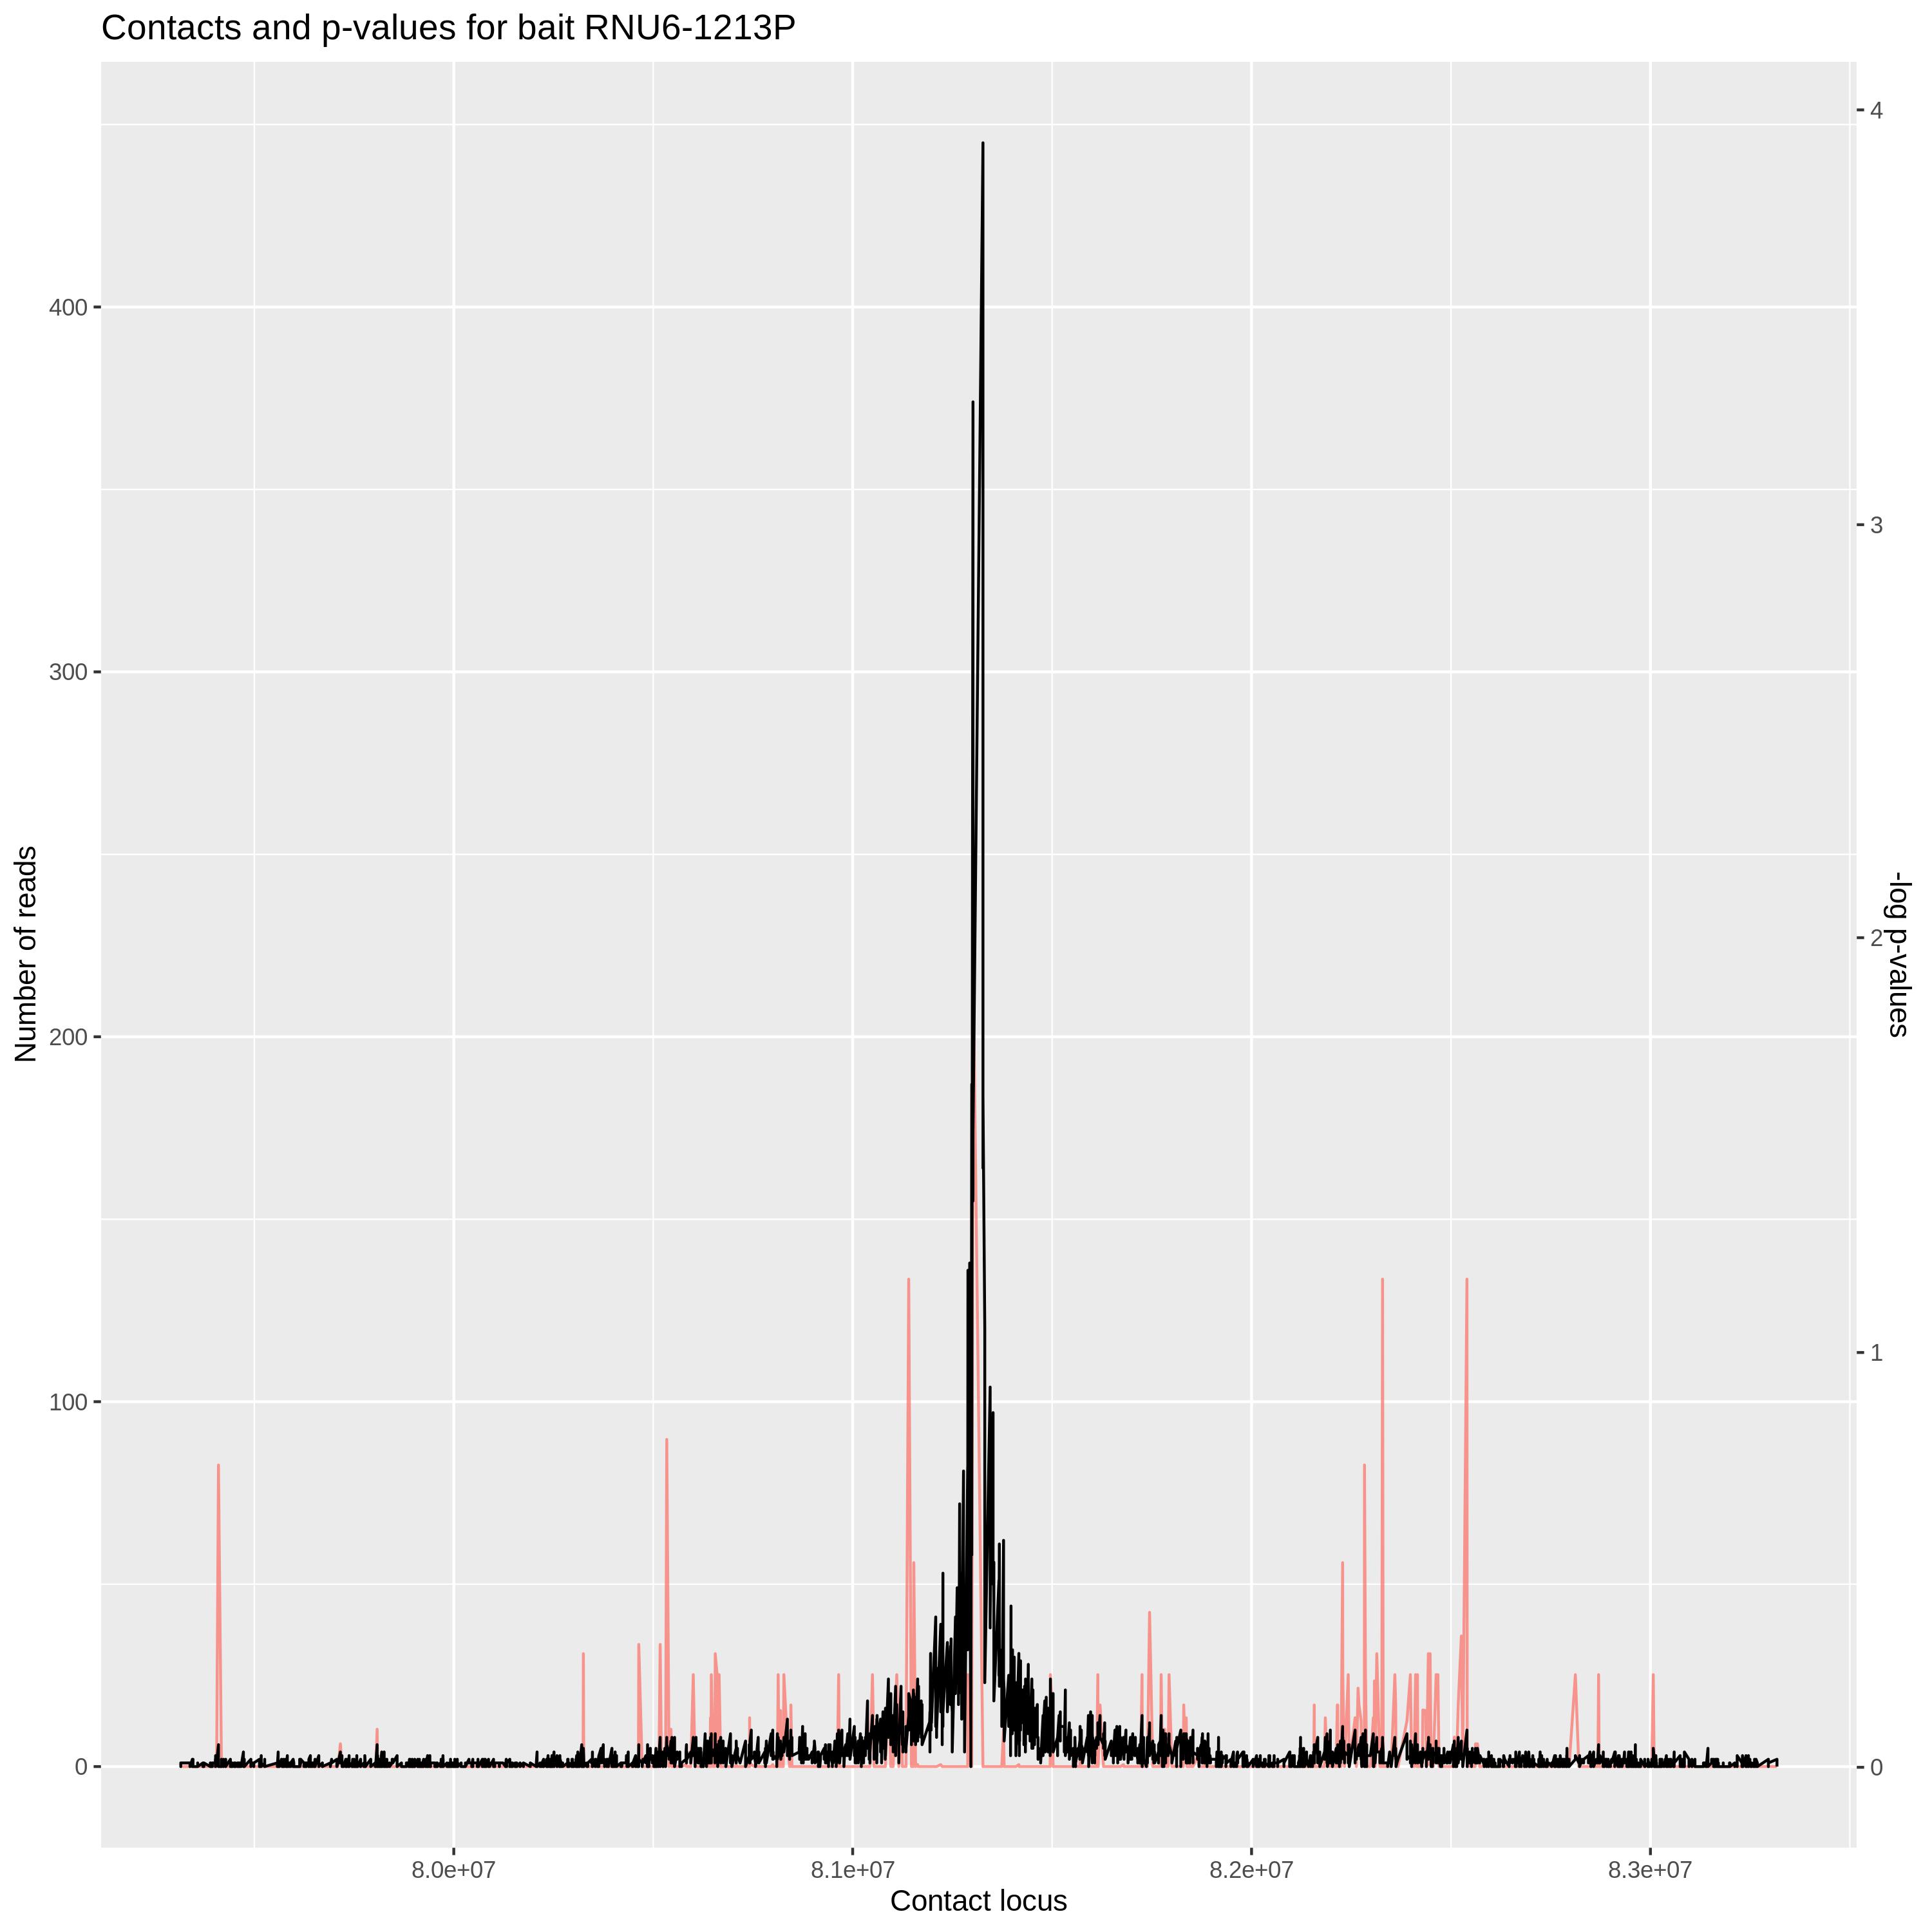 Contacts and p-values for bait RNU6-1213P
Number of reads
400
300
200
100
0
4
3
2
1
0
-log p-values
8.0e+07 8.1e+07 8.2e+07 8.3e+07
Contact locus